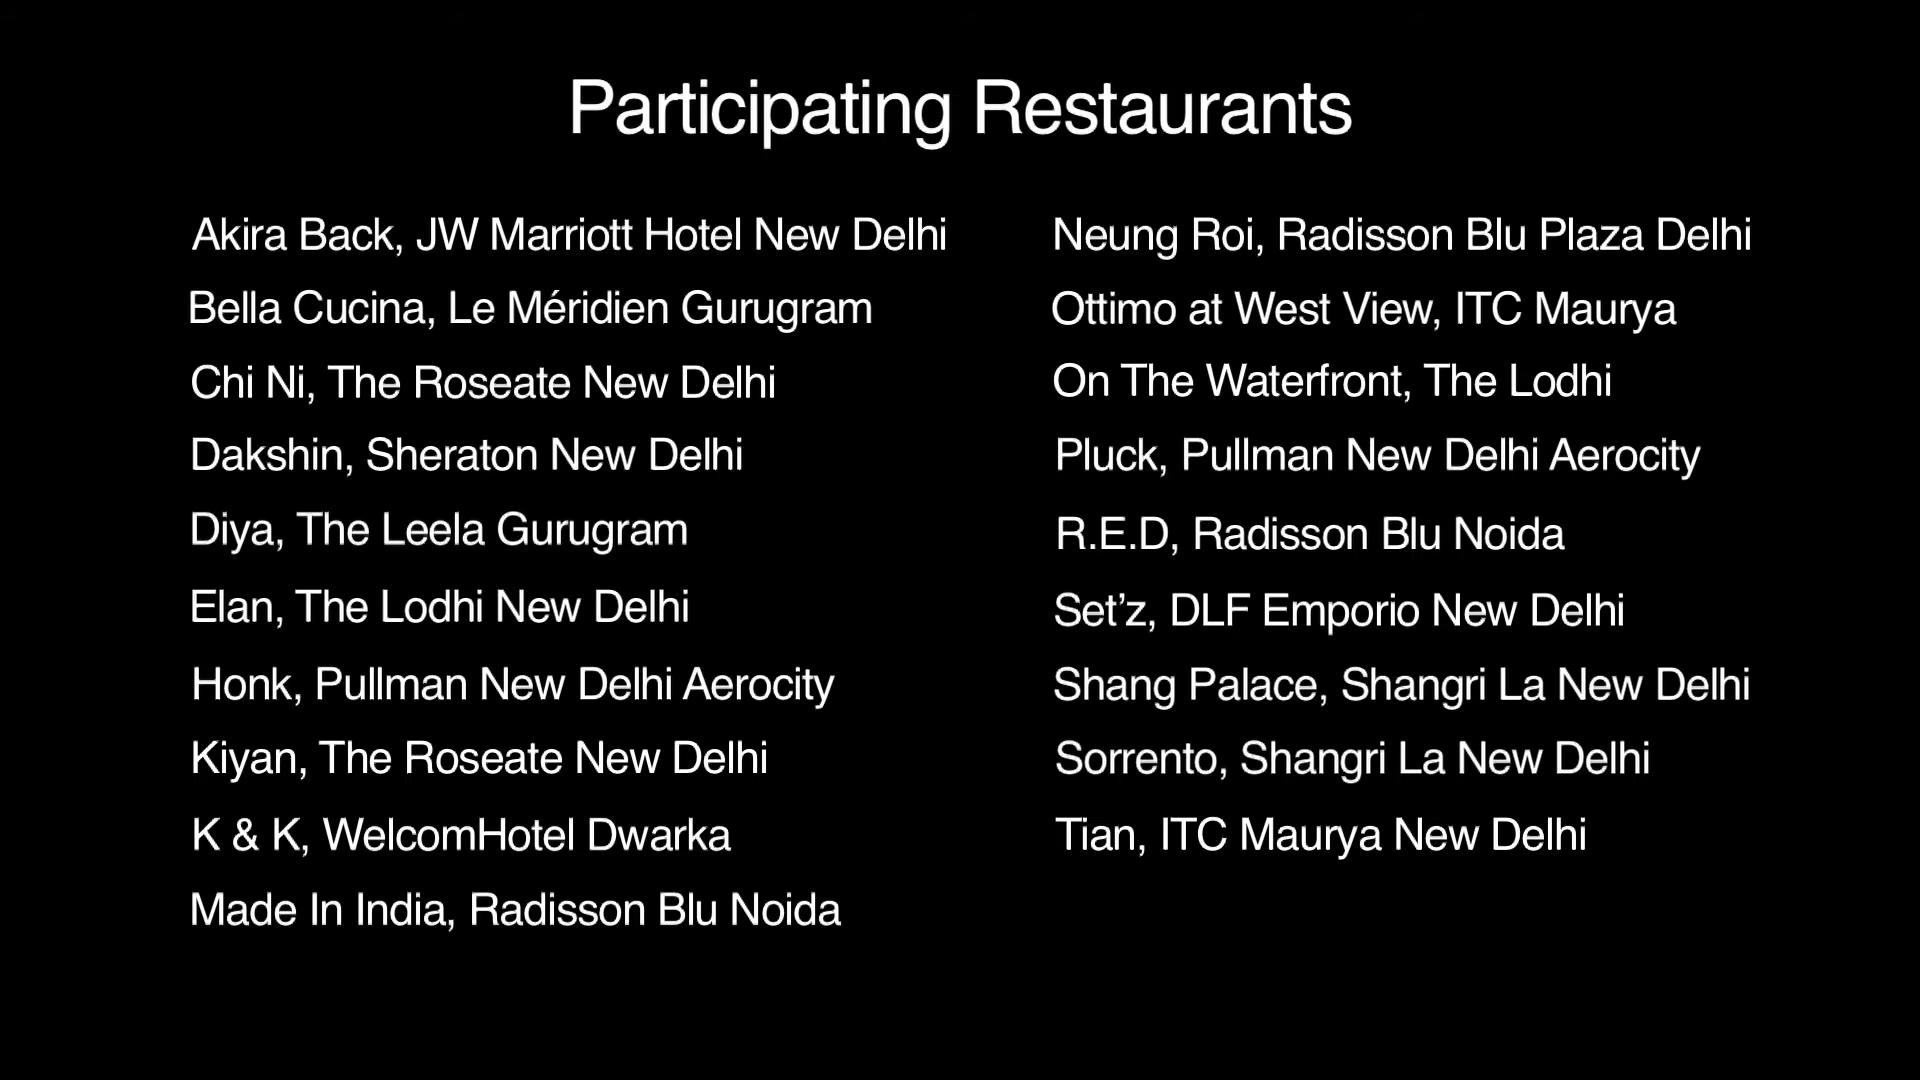 Participating Restaurants
Akira Back, JW Marriott Hotel New Delhi
Bella Cucina, Le Méridien Gurugram
Chi Ni, The Roseate New Delhi
Dakshin, Sheraton New Delhi
Diya, The Leela Gurugram
Elan, The Lodhi New Delhi
Honk, Pullman New Delhi Aerocity
Kiyan, The Roseate New Delhi
K & K, WelcomHotel Dwarka
Made In India, Radisson Blu Noida
Neung Roi, Radisson Blu Plaza Delhi
Ottimo at West View, ITC Maurya
On The Waterfront, The Lodhi
Pluck, Pullman New Delhi Aerocity
R.E.D, Radisson Blu Noida
Set’z, DLF Emporio New Delhi
Shang Palace, Shangri La New Delhi
Sorrento, Shangri La New Delhi
Tian, ITC Maurya New Delhi